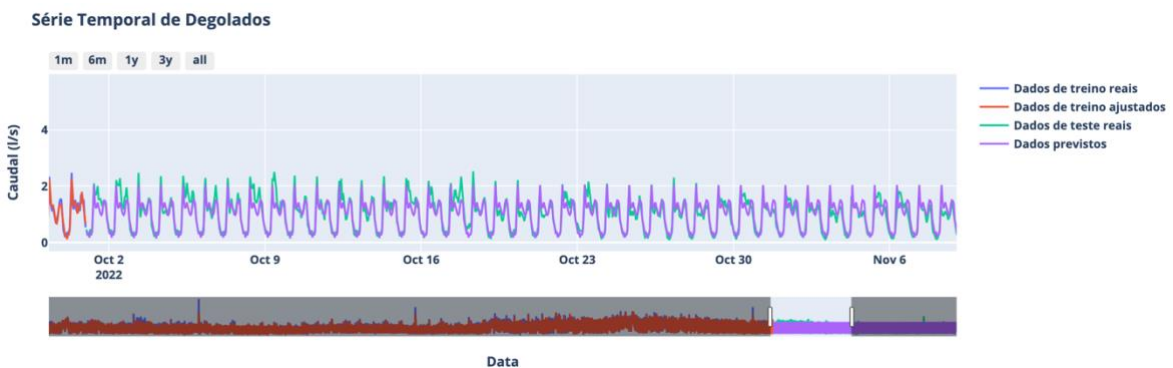 Série Temporal de Degolados
1m 6m 1y 3y all
Dados de treino reais
Dados de treino ajustados
Dados de teste reais
Dados previstos
Caudal (l/s)
4
2
0
Oct 2 Oct 9 Oct 16 Oct 23 Oct 30 Nov 6
2022
Data